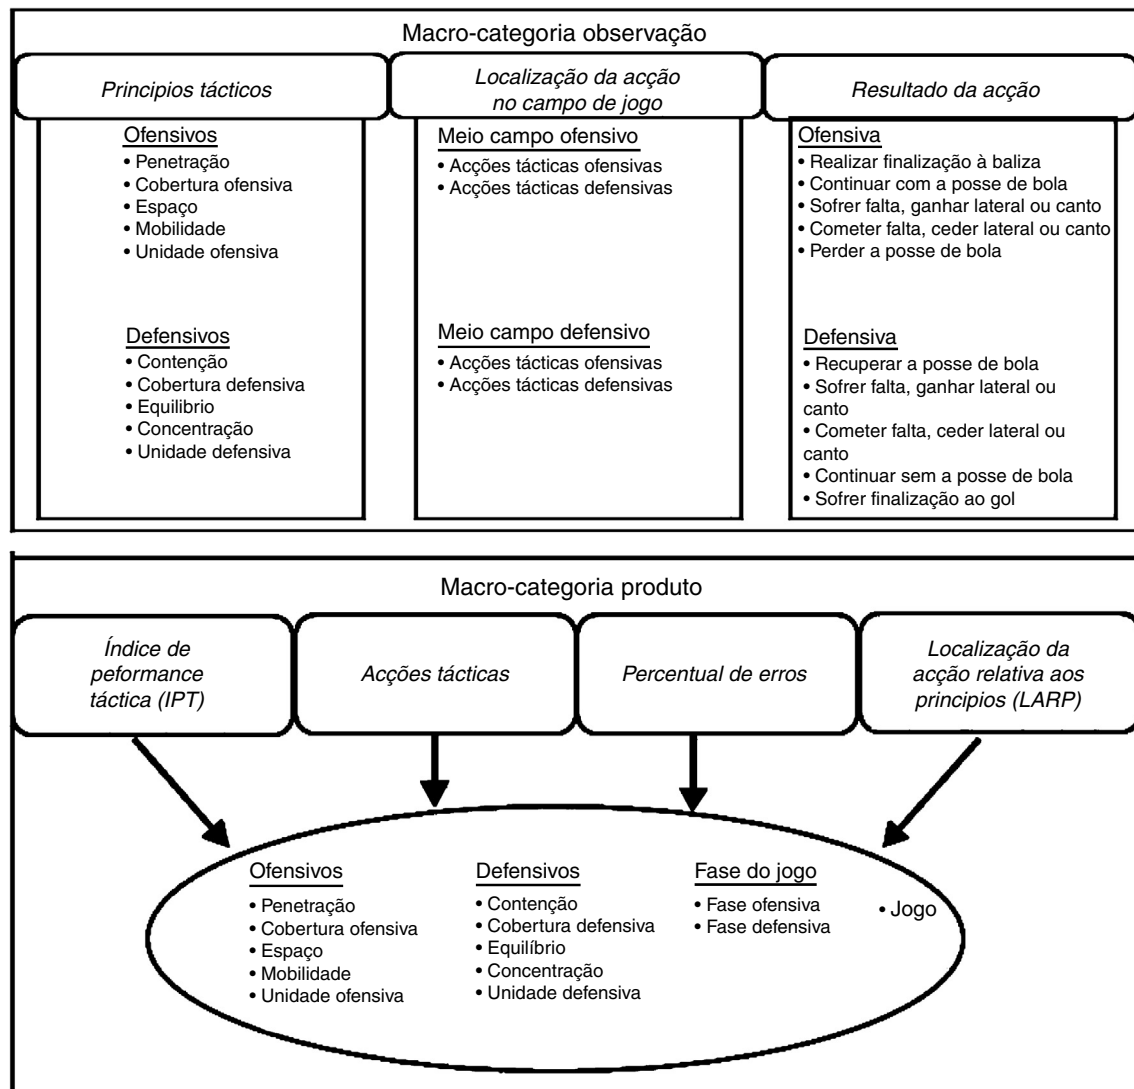 Macro-categoria observação
Principios tácticos
Ofensivos
• Penetração
• Cobertura ofensiva
• Espaço
• Mobilidade
• Unidade ofensiva
Defensivos
• Contenção
• Cobertura defensiva
• Equilibrio
• Concentração
• Unidade defensiva
Localização da acção
no campo de jogo
Meio campo ofensivo
• Acções tácticas ofensivas
• Acções tácticas defensivas
Meio campo defensivo
• Acções tácticas ofensivas
• Acções tácticas defensivas
Resultado da acção
Ofensiva
• Realizar finalização à baliza
• Continuar com a posse de bola
• Sofrer falta, ganhar lateral ou canto
• Cometer falta, ceder lateral ou canto
• Perder a posse de bola
Defensiva
• Recuperar a posse de bola
• Sofrer falta, ganhar lateral ou
canto
• Cometer falta, ceder lateral ou
canto
• Continuar sem a posse de bola
• Sofrer finalização ao gol
Macro-categoria produto
Índice de
peformance
táctica (IPT)
Acções tácticas
Percentual de erros
Localização da
acção relativa aos
principios (LARP)
Ofensivos
• Penetração
• Cobertura ofensiva
• Espaço
• Mobilidade
• Unidade ofensiva
Defensivos
• Contenção
• Cobertura defensiva
• Equilíbrio
• Concentração
• Unidade defensiva
Fase do jogo
• Fase ofensiva
• Fase defensiva
• Jogo